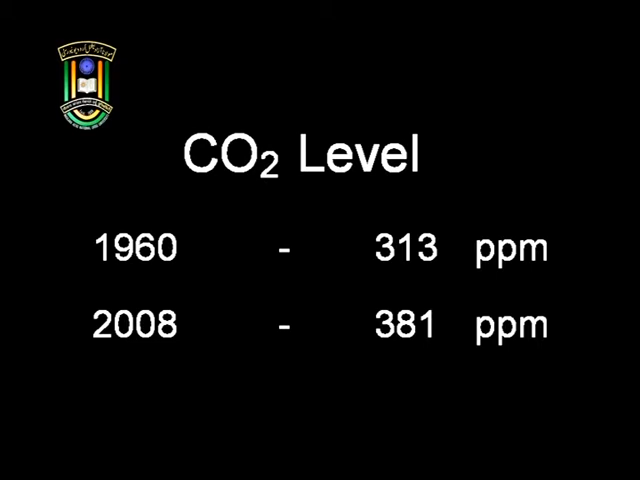 CO₂ Level
1960 - 313 ppm
2008 - 381 ppm